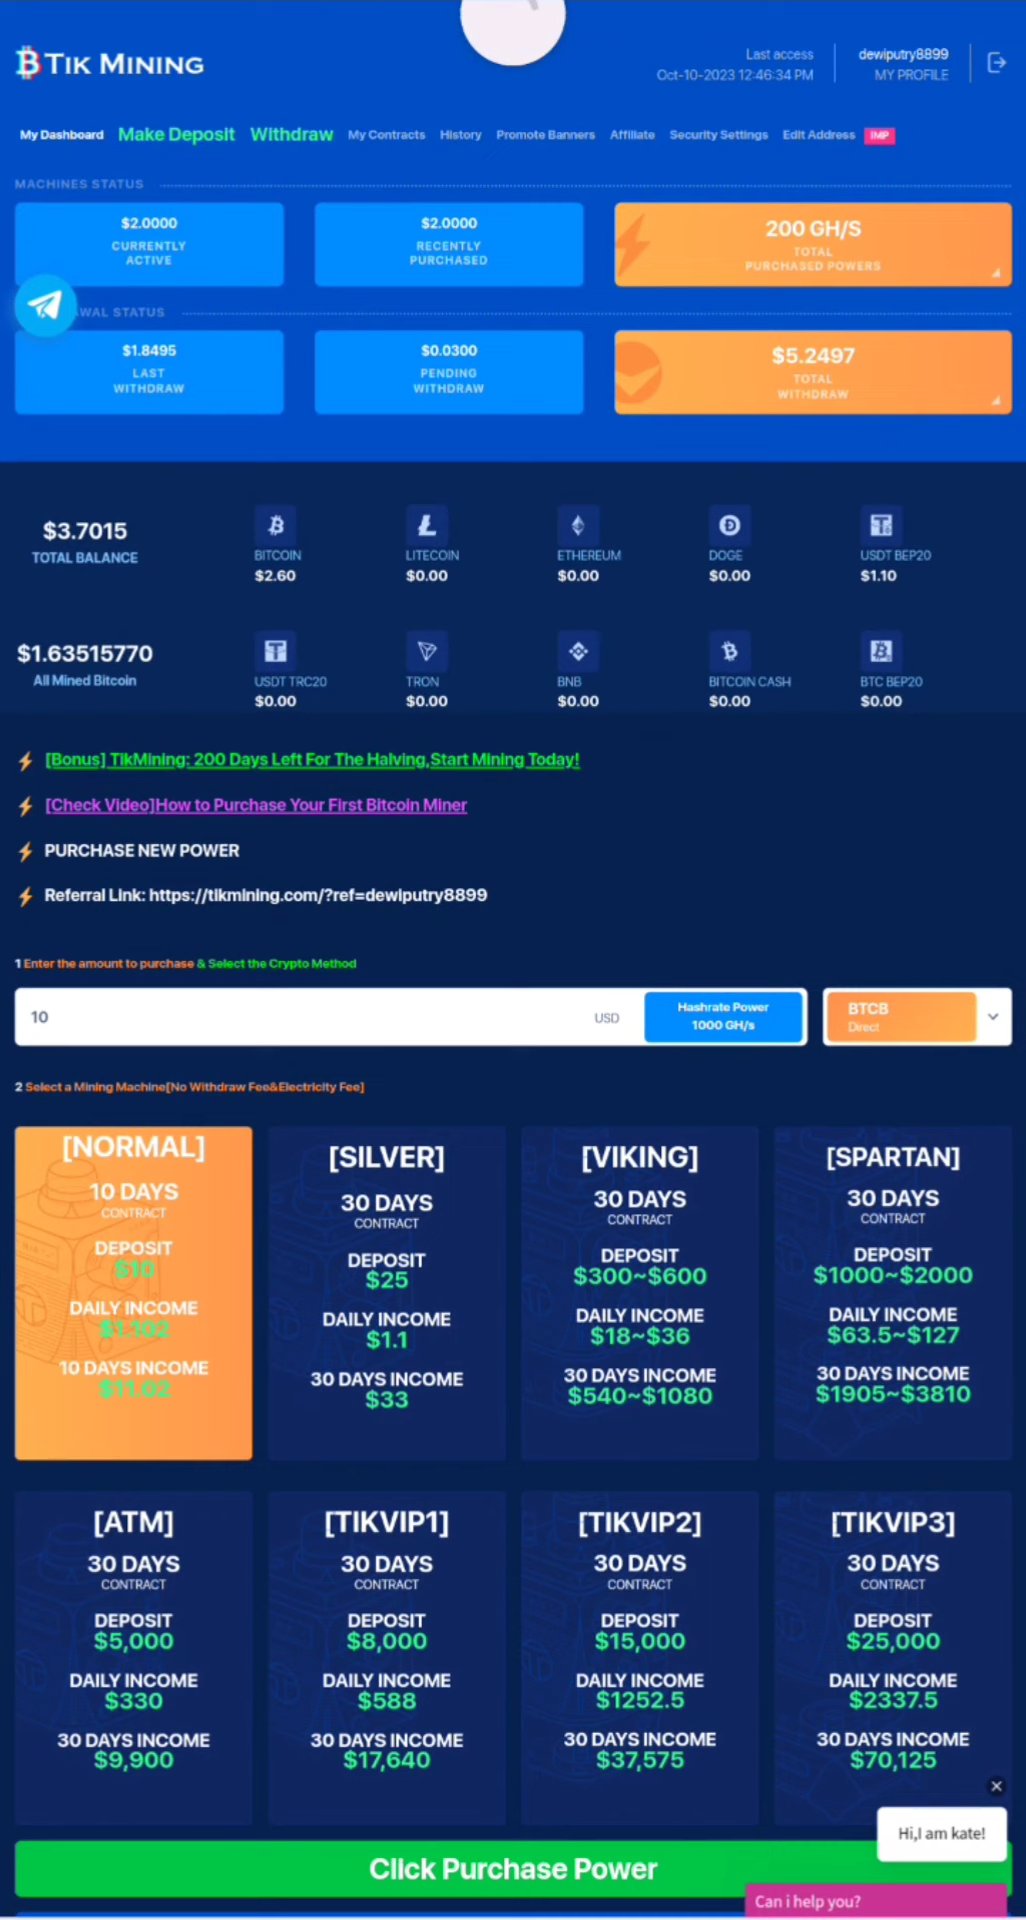 TIK MINING
Last access
Oct-10-2023 12:46:34 PM
dewiputry8899
MY PROFILE
My Dashboard Make Deposit Withdraw My Contracts History Promote Banners Affiliate Security Settings Edit Address IMP
MACHINES STATUS
$2.0000
CURRENTLY
ACTIVE
$2.0000
RECENTLY
PURCHASED
200 GH/S
TOTAL
PURCHASED POWERS
AWAL STATUS
$1.8495
LAST
WITHDRAW
$0.0300
PENDING
WITHDRAW
$5.2497
TOTAL
WITHDRAW
$3.7015
TOTAL BALANCE
BITCOIN
$2.60
LITECOIN
$0.00
ETHEREUM
$0.00
DOGE
$0.00
USDT BEP20
$1.10
$1.63515770
All Mined Bitcoin
USDT TRC20
$0.00
TRON
$0.00
BNB
$0.00
BITCOIN CASH
$0.00
BTC BEP20
$0.00
[Bonus] TikMining: 200 Days Left For The Halving,Start Mining Today!
[Check Video]How to Purchase Your First Bitcoin Miner
PURCHASE NEW POWER
Referral Link: https://tikmining.com/?ref=dewiputry8899
1 Enter the amount to purchase & Select the Crypto Method
10
USD
Hashrate Power
1000 GH/s
BTCB
Direct
2 Select a Mining Machine[No Withdraw Fee&Electricity Fee]
[NORMAL]
10 DAYS
CONTRACT
DEPOSIT
$10
DAILY INCOME
$1.102
10 DAYS INCOME
$11.02
[SILVER]
30 DAYS
CONTRACT
DEPOSIT
$25
DAILY INCOME
$1.1
30 DAYS INCOME
$33
[VIKING]
30 DAYS
CONTRACT
DEPOSIT
$300~$600
DAILY INCOME
$18~$36
30 DAYS INCOME
$540~$1080
[SPARTAN]
30 DAYS
CONTRACT
DEPOSIT
$1000~$2000
DAILY INCOME
$63.5~$127
30 DAYS INCOME
$1905~$3810
[ATM]
30 DAYS
CONTRACT
DEPOSIT
$5,000
DAILY INCOME
$330
30 DAYS INCOME
$9,900
[TIKVIP1]
30 DAYS
CONTRACT
DEPOSIT
$8,000
DAILY INCOME
$588
30 DAYS INCOME
$17,640
[TIKVIP2]
30 DAYS
CONTRACT
DEPOSIT
$15,000
DAILY INCOME
$1252.5
30 DAYS INCOME
$37,575
[TIKVIP3]
30 DAYS
CONTRACT
DEPOSIT
$25,000
DAILY INCOME
$2337.5
30 DAYS INCOME
$70,125
Hi,I am kate!
Click Purchase Power
Can i help you?